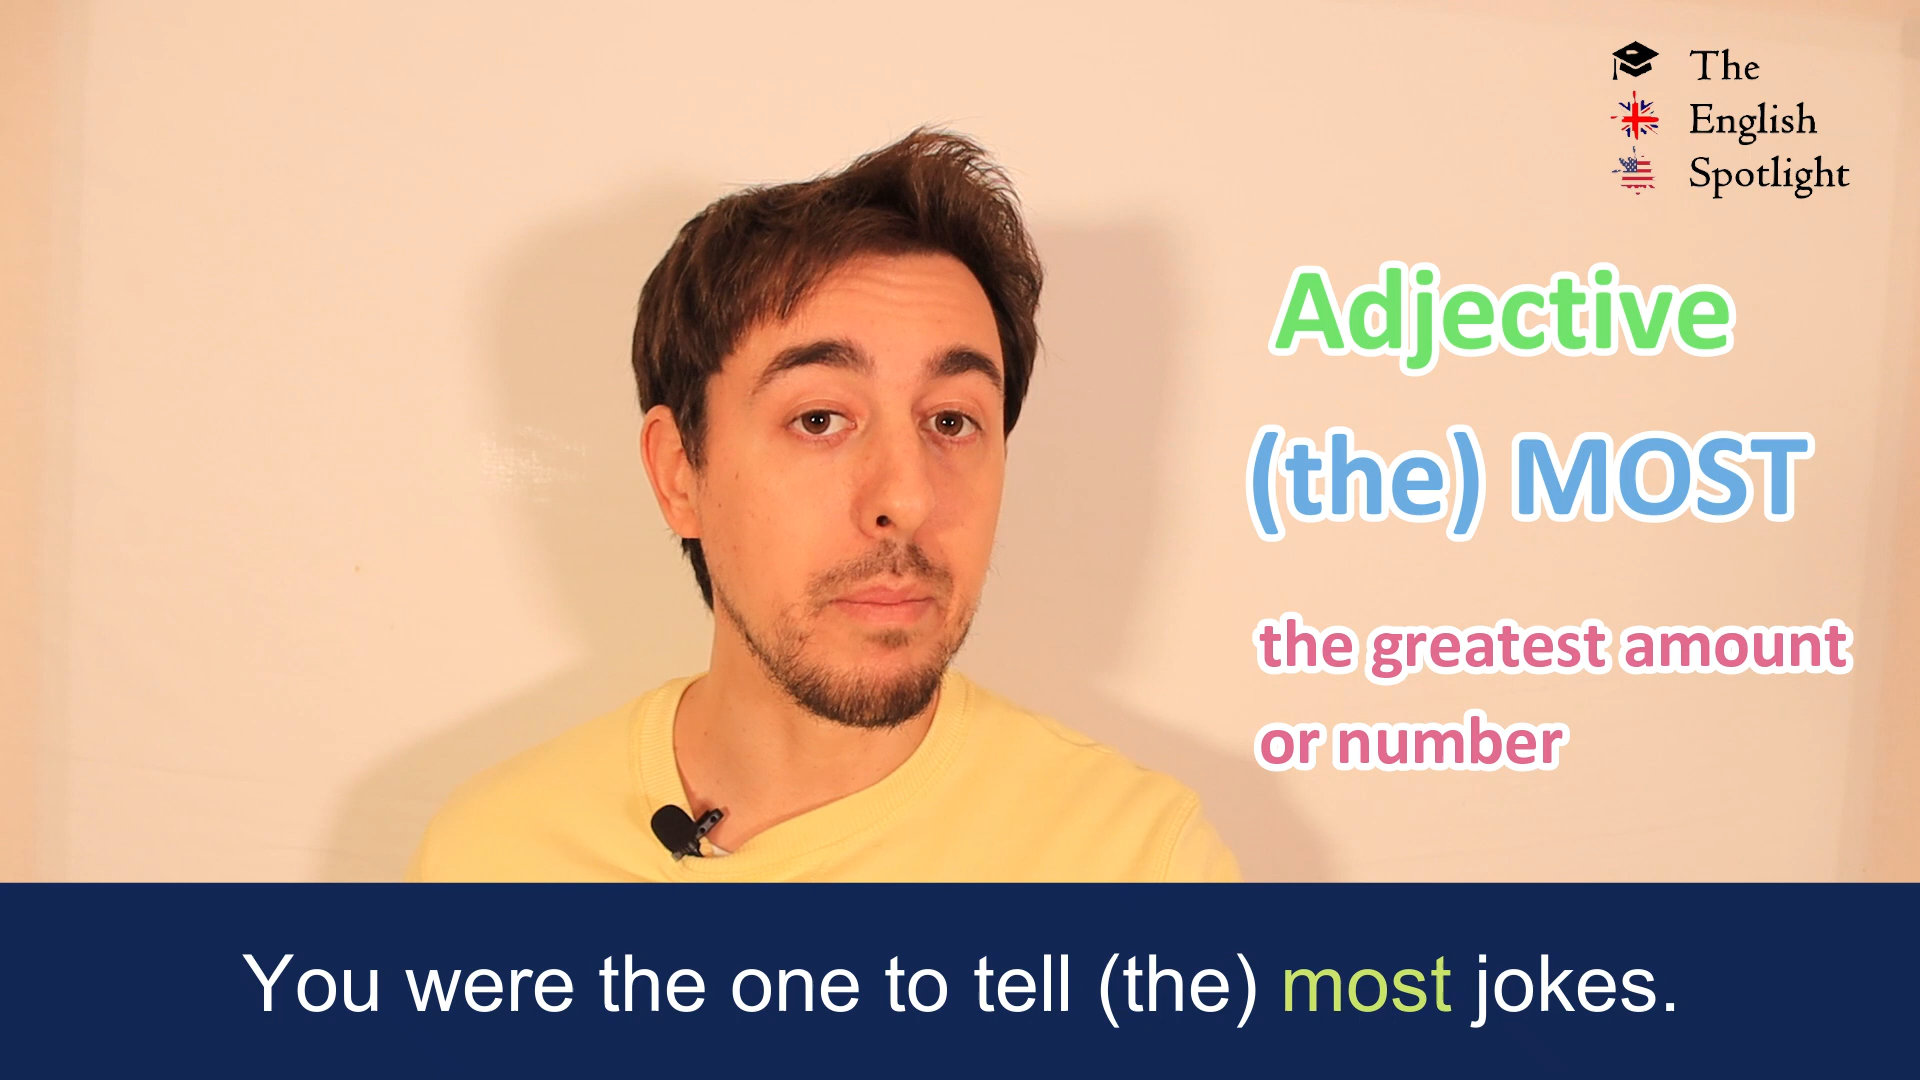 The
English
Spotlight
Adjective
(the) MOST
the greatest amount
or number
You were the one to tell (the) most jokes.